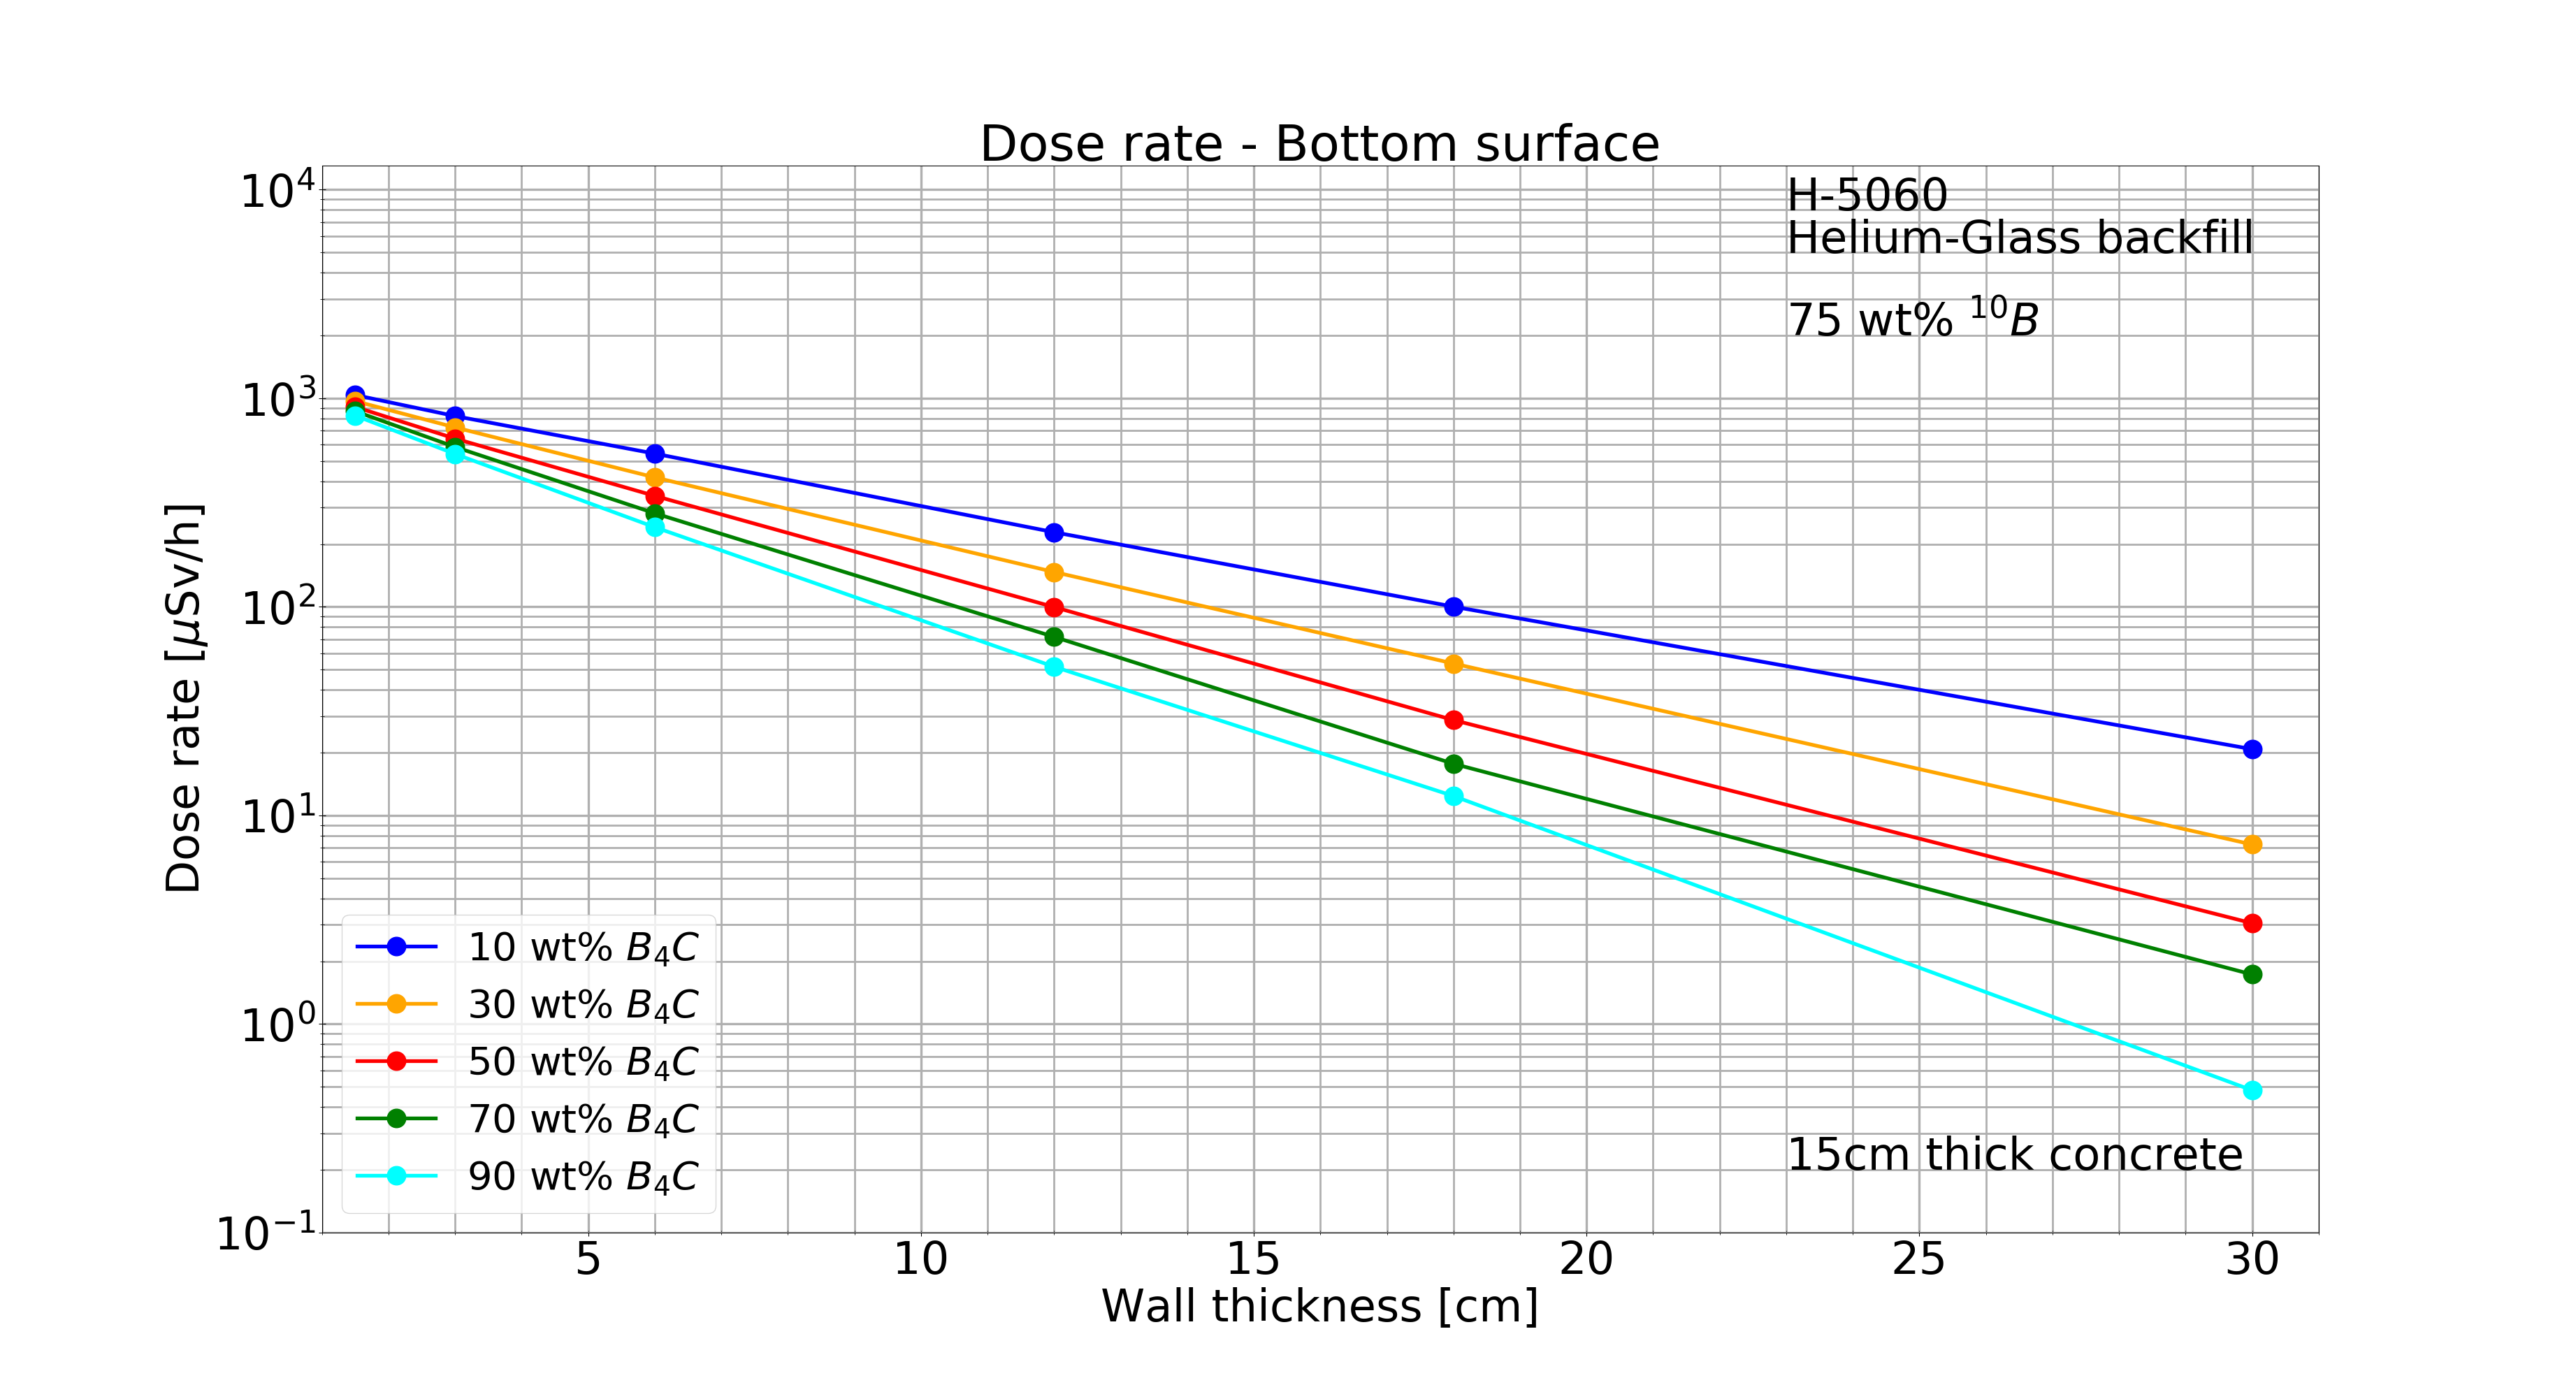 Dose rate - Bottom surface
H-5060
Helium-Glass backfill
75 wt% ¹⁰B
10⁴
10³
10²
10¹
10⁰
10⁻¹
Dose rate [μSv/h]
10 wt% B₄C
30 wt% B₄C
50 wt% B₄C
70 wt% B₄C
90 wt% B₄C
15cm thick concrete
5 10 15 20 25 30
Wall thickness [cm]